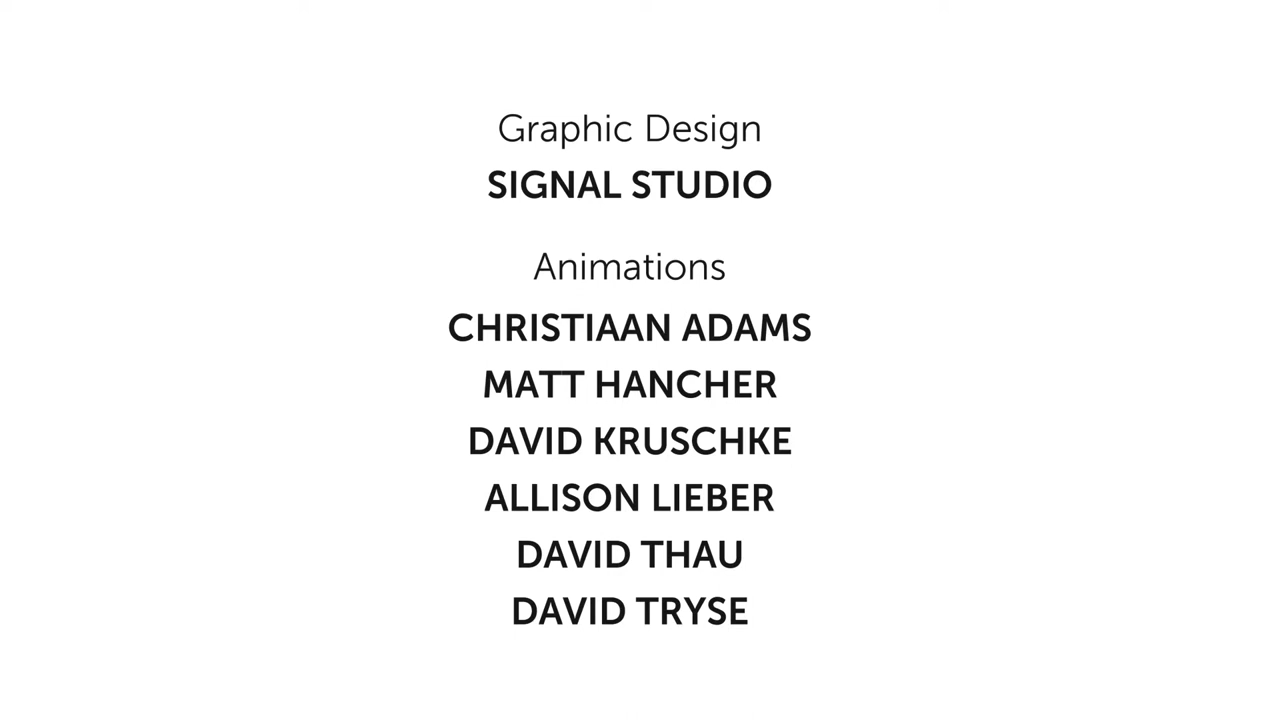 Graphic Design
SIGNAL STUDIO
Animations
CHRISTIAAN ADAMS
MATT HANCHER
DAVID KRUSCHKE
ALLISON LIEBER
DAVID THAU
DAVID TRYSE